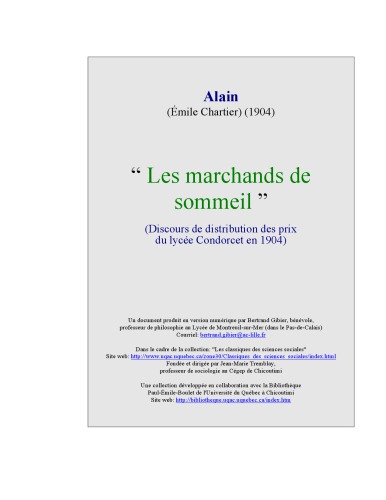 Alain
(Émile Chartier) (1904)
“ Les marchands de
sommeil ”
(Discours de distribution des prix
du lycée Condorcet en 1904)
Un document produit en version numérique par Bertrand Gibier, bénévole,
professeur de philosophie au Lycée de Montreuil-sur-Mer (dans le Pas-de-Calais)
Courriel: bertrand.gibier@ac-lille.fr
Dans le cadre de la collection: "Les classiques des sciences sociales"
Site web: http://www.uqac.uquebec.ca/zone30/Classiques_des_sciences_sociales/index.html
Fondée et dirigée par Jean-Marie Tremblay,
professeur de sociologie au Cégep de Chicoutimi
Une collection développée en collaboration avec la Bibliothèque
Paul-Émile-Boulet de l'Université du Québec à Chicoutimi
Site web: http://bibliotheque.uqac.uquebec.ca/index.htm